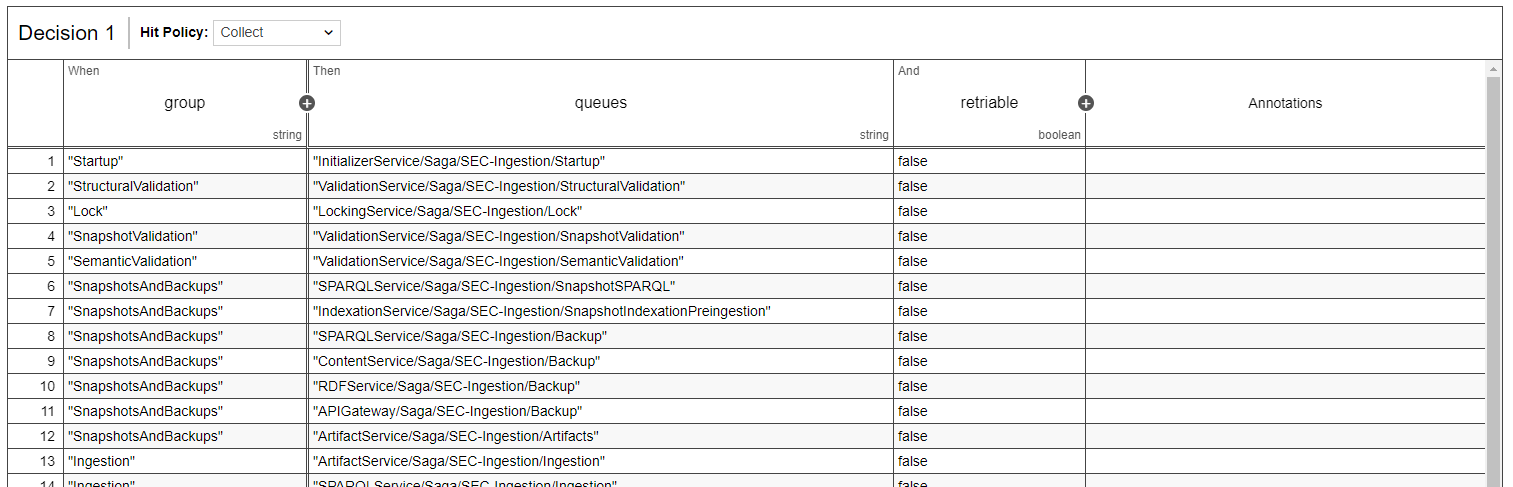 Decision 1 Hit Policy: Collect
When Then And
group queues retriable Annotations
string string boolean
1 "Startup" "InitializerService/Saga/SEC-Ingestion/Startup" false
2 "StructuralValidation" "ValidationService/Saga/SEC-Ingestion/StructuralValidation" false
3 "Lock" "LockingService/Saga/SEC-Ingestion/Lock" false
4 "SnapshotValidation" "ValidationService/Saga/SEC-Ingestion/SnapshotValidation" false
5 "SemanticValidation" "ValidationService/Saga/SEC-Ingestion/SemanticValidation" false
6 "SnapshotsAndBackups" "SPARQLService/Saga/SEC-Ingestion/SnapshotSPARQL" false
7 "SnapshotsAndBackups" "IndexationService/Saga/SEC-Ingestion/SnapshotIndexationPreingestion" false
8 "SnapshotsAndBackups" "SPARQLService/Saga/SEC-Ingestion/Backup" false
9 "SnapshotsAndBackups" "ContentService/Saga/SEC-Ingestion/Backup" false
10 "SnapshotsAndBackups" "RDFService/Saga/SEC-Ingestion/Backup" false
11 "SnapshotsAndBackups" "APIGateway/Saga/SEC-Ingestion/Backup" false
12 "SnapshotsAndBackups" "ArtifactService/Saga/SEC-Ingestion/Artifacts" false
13 "Ingestion" "ArtifactService/Saga/SEC-Ingestion/Ingestion" false
14 "Ingestion" "SPARQLService/Saga/SEC-Ingestion/Ingestion" false